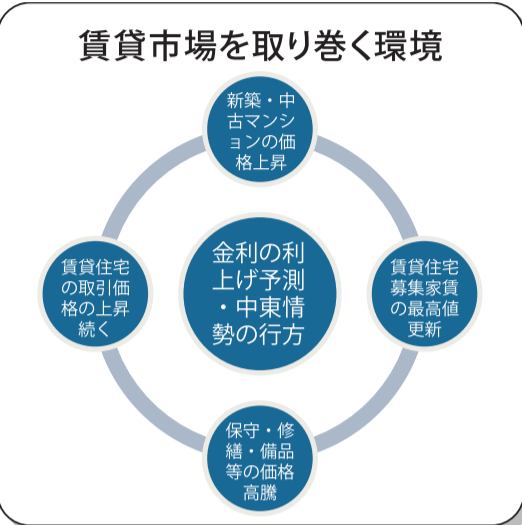 賃貸市場を取り巻く環境
新築・中
古マンシ
ョンの価
格上昇
金利の利
上げ予測
・中東情
勢の行方
賃貸住宅
の取引価
格の上昇
続く
賃貸住宅
募集家賃
の最高値
更新
保守・修
繕・備品
等の価格
高騰